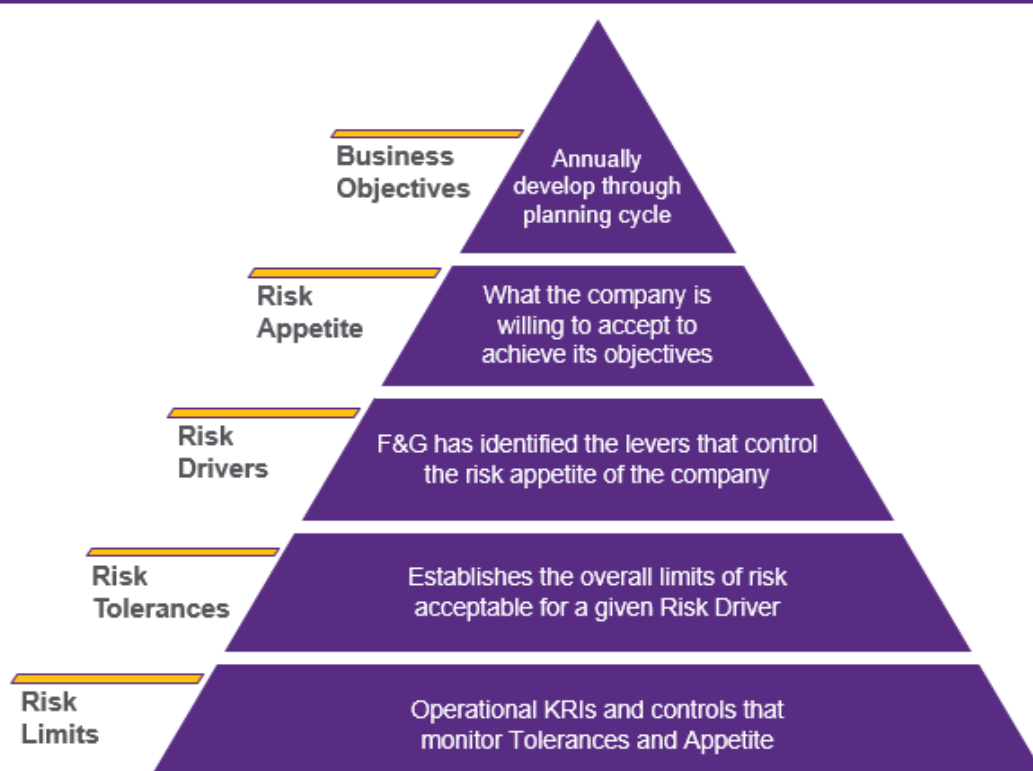 Business
Objectives
Annually
develop through
planning cycle
Risk
Appetite
What the company is
willing to accept to
achieve its objectives
Risk
Drivers
F&G has identified the levers that control
the risk appetite of the company
Risk
Tolerances
Establishes the overall limits of risk
acceptable for a given Risk Driver
Risk
Limits
Operational KRIs and controls that
monitor Tolerances and Appetite